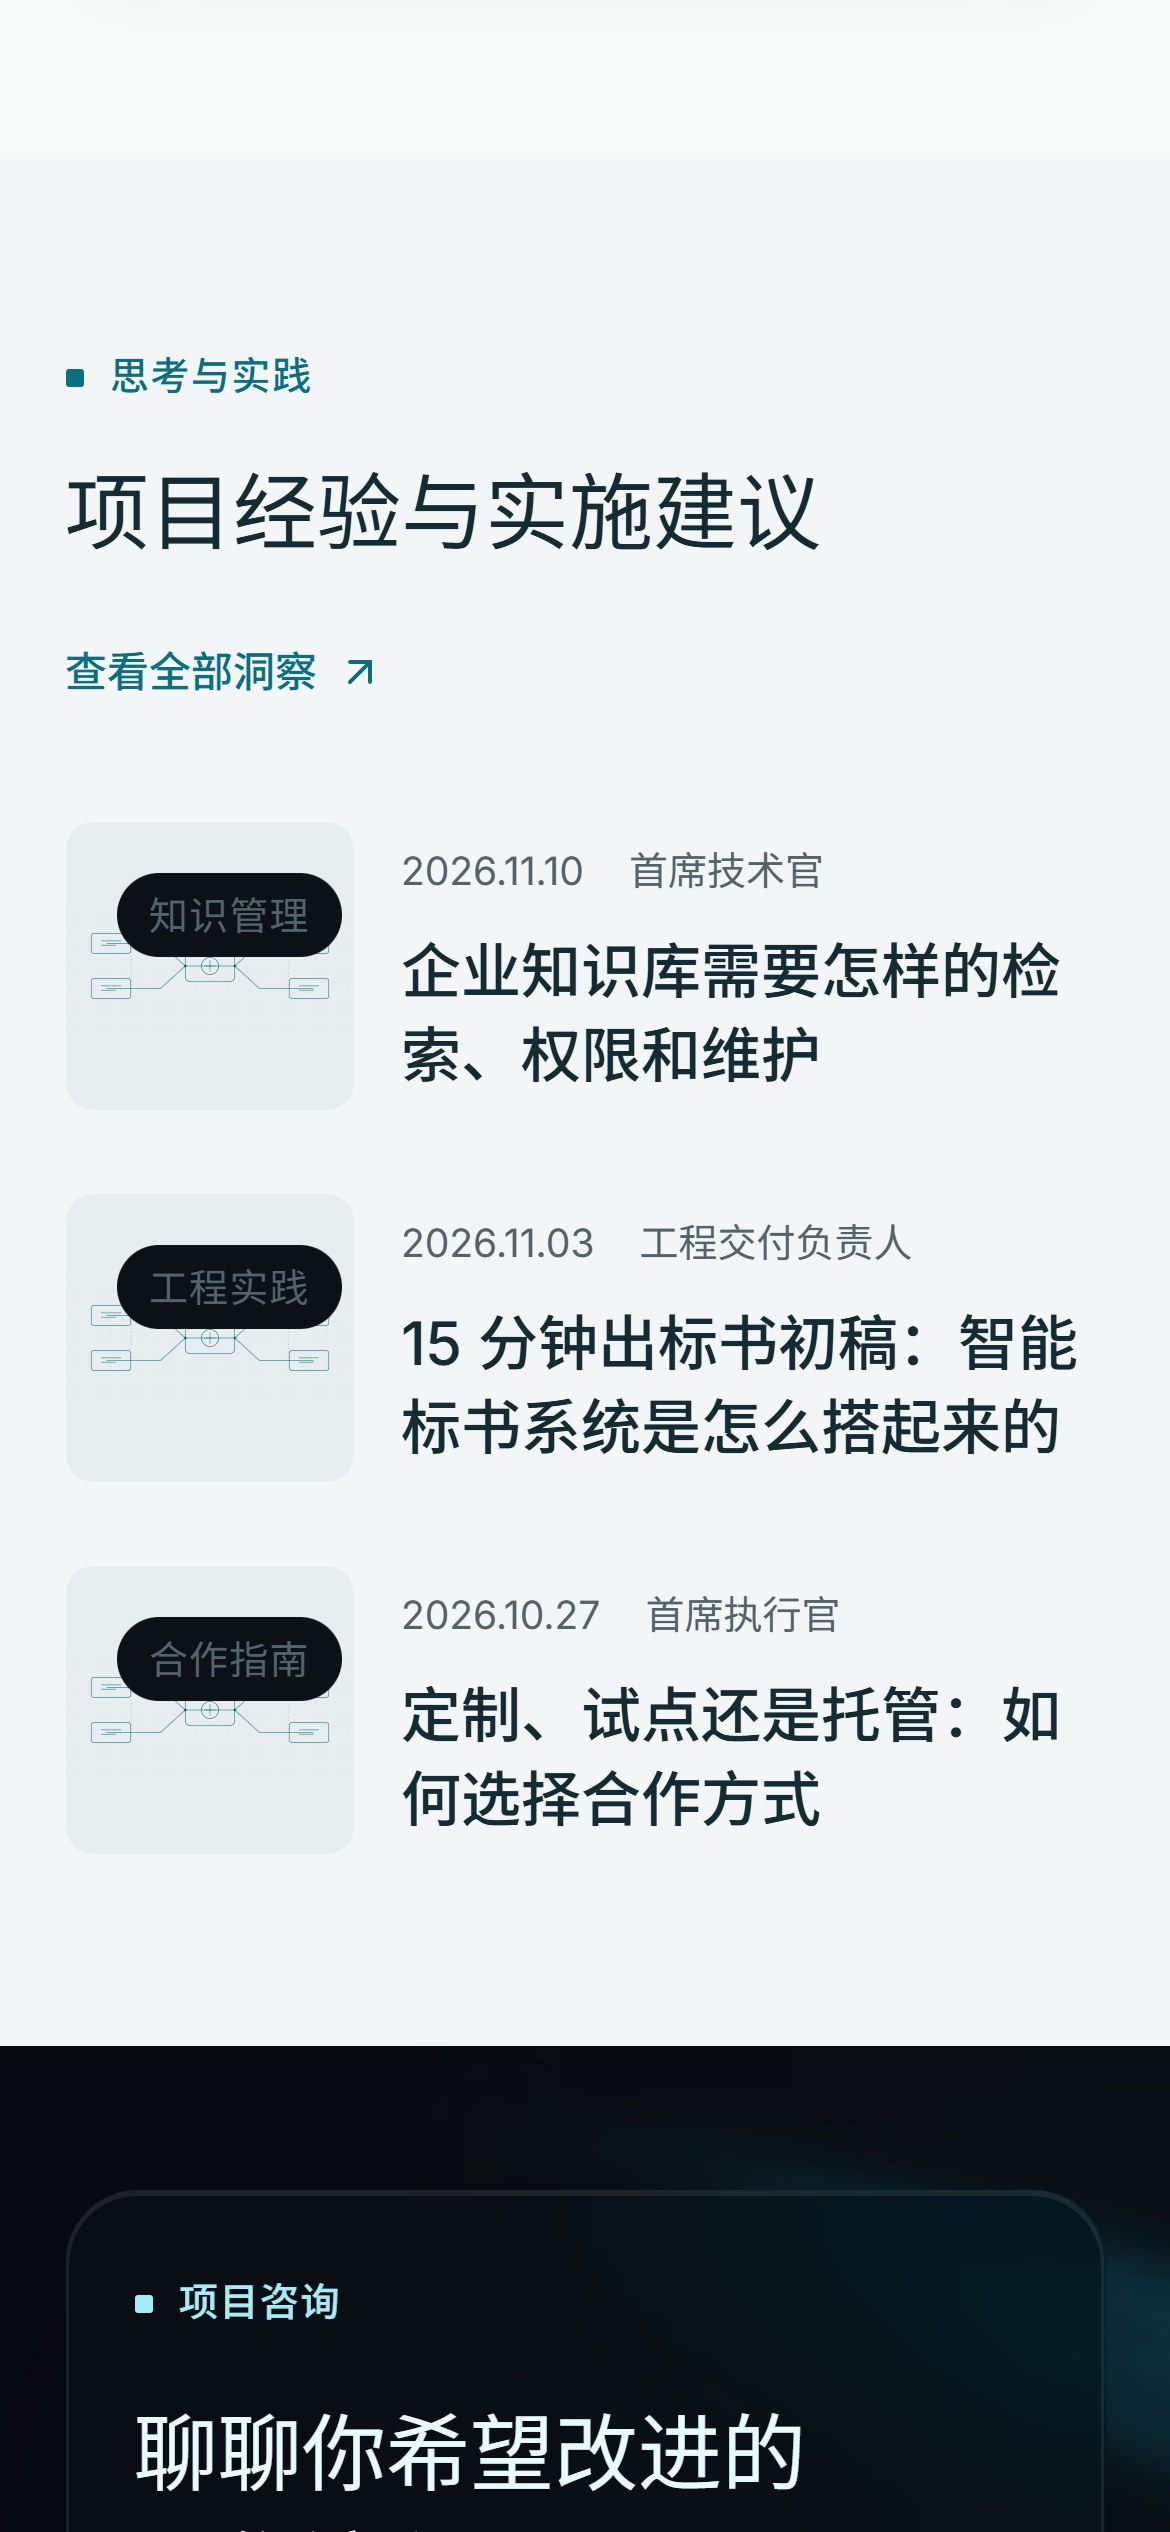 思考与实践
项目经验与实施建议
查看全部洞察
知识管理
2026.11.10 首席技术官
企业知识库需要怎样的检
索、权限和维护
工程实践
2026.11.03 工程交付负责人
15 分钟出标书初稿：智能
标书系统是怎么搭起来的
合作指南
2026.10.27 首席执行官
定制、试点还是托管：如
何选择合作方式
项目咨询
聊聊你希望改进的